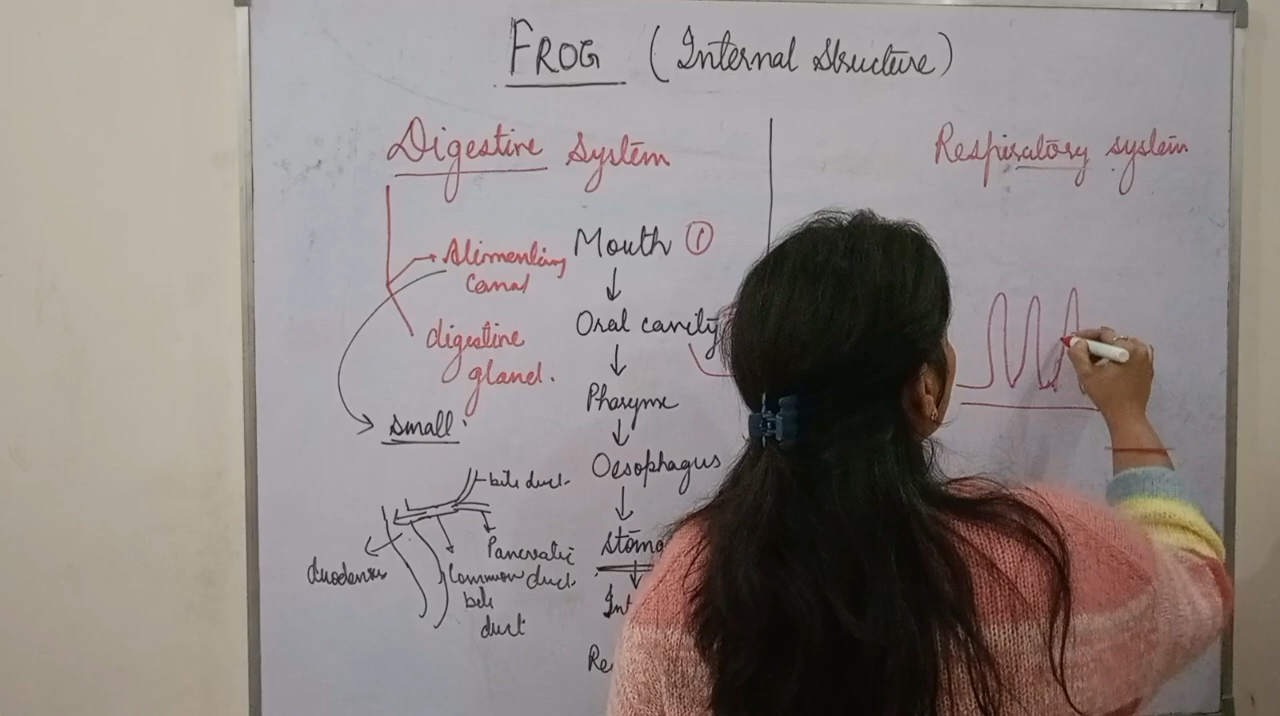 FROG (Internal Structure)
Digestive System
Alimentary canal
digestive gland.
small
bile duct
Pancreatic duct
Common bile duct
duodenum
Mouth ①
↓
Oral cavity
↓
Pharynx
↓
Oesophagus
↓
Stoma
↓
Int
Re
Respiratory system